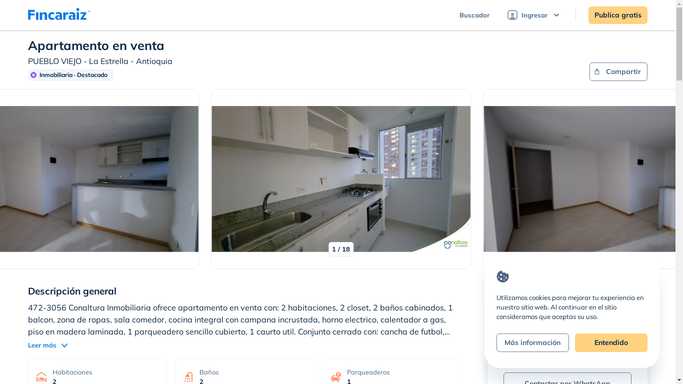 Fincaraiz
Buscador
Ingresar
Publica gratis
Apartamento en venta
PUEBLO VIEJO - La Estrella - Antioquia
Inmobiliaria · Destacado
Compartir
1 / 18
Descripción general
472-3056 Conaltura Inmobiliaria ofrece apartamento en venta con: 2 habitaciones, 2 closet, 2 baños cabinados, 1
balcon, zona de ropas, sala comedor, cocina integral con campana incrustada, horno electrico, calentador a gas,
piso en madera laminada, 1 parqueadero sencillo cubierto, 1 caurto util. Conjunto cerrado con: cancha de futbol,...
Leer más
Utilizamos cookies para mejorar tu experiencia en
nuestro sitio web. Al continuar en el sitio
consideramos que aceptas su uso.
Más información
Entendido
Contactar por WhatsApp
Habitaciones
2
Baños
2
Parqueaderos
1